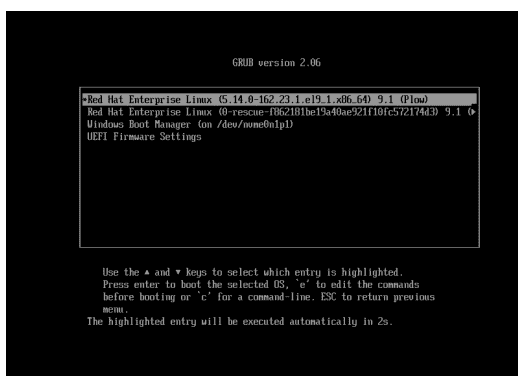 GRUB version 2.06
*Red Hat Enterprise Linux (5.14.0-162.23.1.el9_1.x86_64) 9.1 (Plow)
Red Hat Enterprise Linux (0-rescue-f862181be19a40ae921f10fc572174d3) 9.1 (▶
Windows Boot Manager (on /dev/nvme0n1p1)
UEFI Firmware Settings
Use the ▲ and ▼ keys to select which entry is highlighted.
Press enter to boot the selected OS, `e' to edit the commands
before booting or `c' for a command-line. ESC to return previous
menu.
The highlighted entry will be executed automatically in 2s.